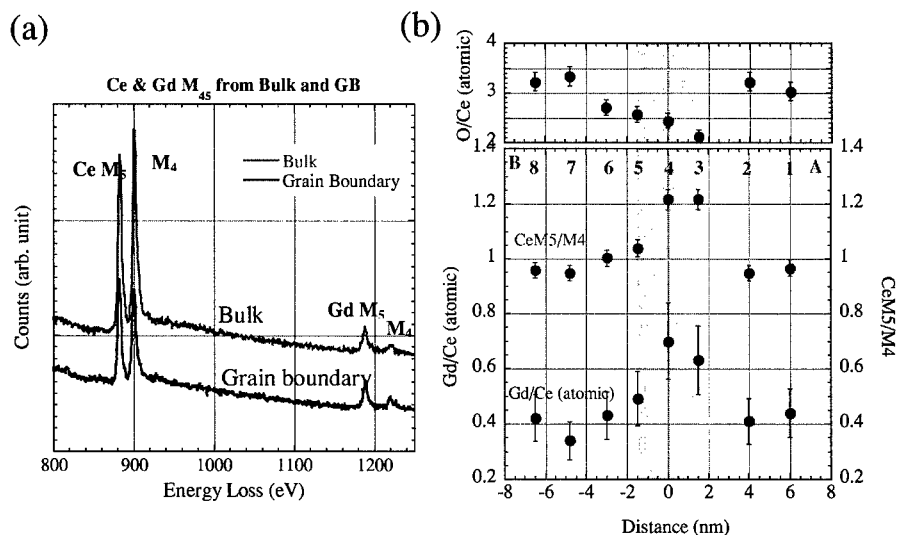 (a)
Ce & Gd M45 from Bulk and GB
Ce M5
M4
Bulk
Grain Boundary
Counts (arb. unit)
Bulk
Gd M5
M4
Grain boundary
800 900 1000 1100 1200
Energy Loss (eV)
(b)
O/Ce (atomic)
4
3
2
1.4
1.2
1
0.8
0.6
0.4
0.2
B 8 7 6 5 4 3 2 1 A
CeM5/M4
Gd/Ce (atomic)
Gd/Ce (atomic)
1.4
1.2
1
0.8
0.6
0.4
0.2
CeM5/M4
-8 -6 -4 -2 0 2 4 6 8
Distance (nm)